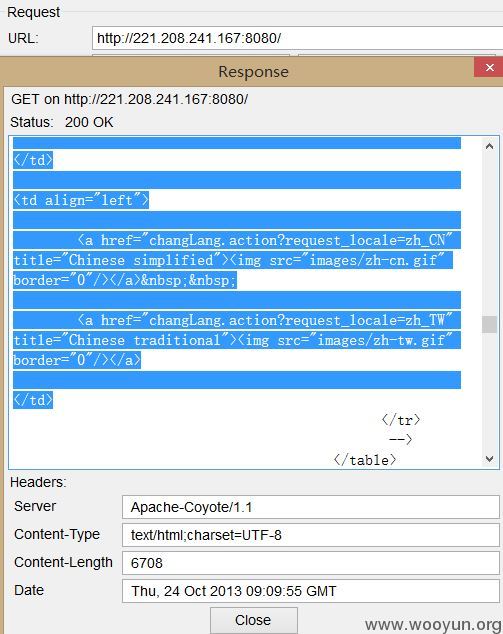 Request
URL: http://221.208.241.167:8080/
Response
GET on http://221.208.241.167:8080/
Status: 200 OK
</td>
<td align="left">
<a href="changLang.action?request_locale=zh_CN"
title="Chinese simplified"><img src="images/zh-cn.gif"
border="0"/></a>&nbsp;&nbsp;
<a href="changLang.action?request_locale=zh_TW"
title="Chinese traditional"><img src="images/zh-tw.gif"
border="0"/></a>
</td>
</tr>
-->
</table>
Headers:
Server Apache-Coyote/1.1
Content-Type text/html;charset=UTF-8
Content-Length 6708
Date Thu, 24 Oct 2013 09:09:55 GMT
Close
www.wooyun.org